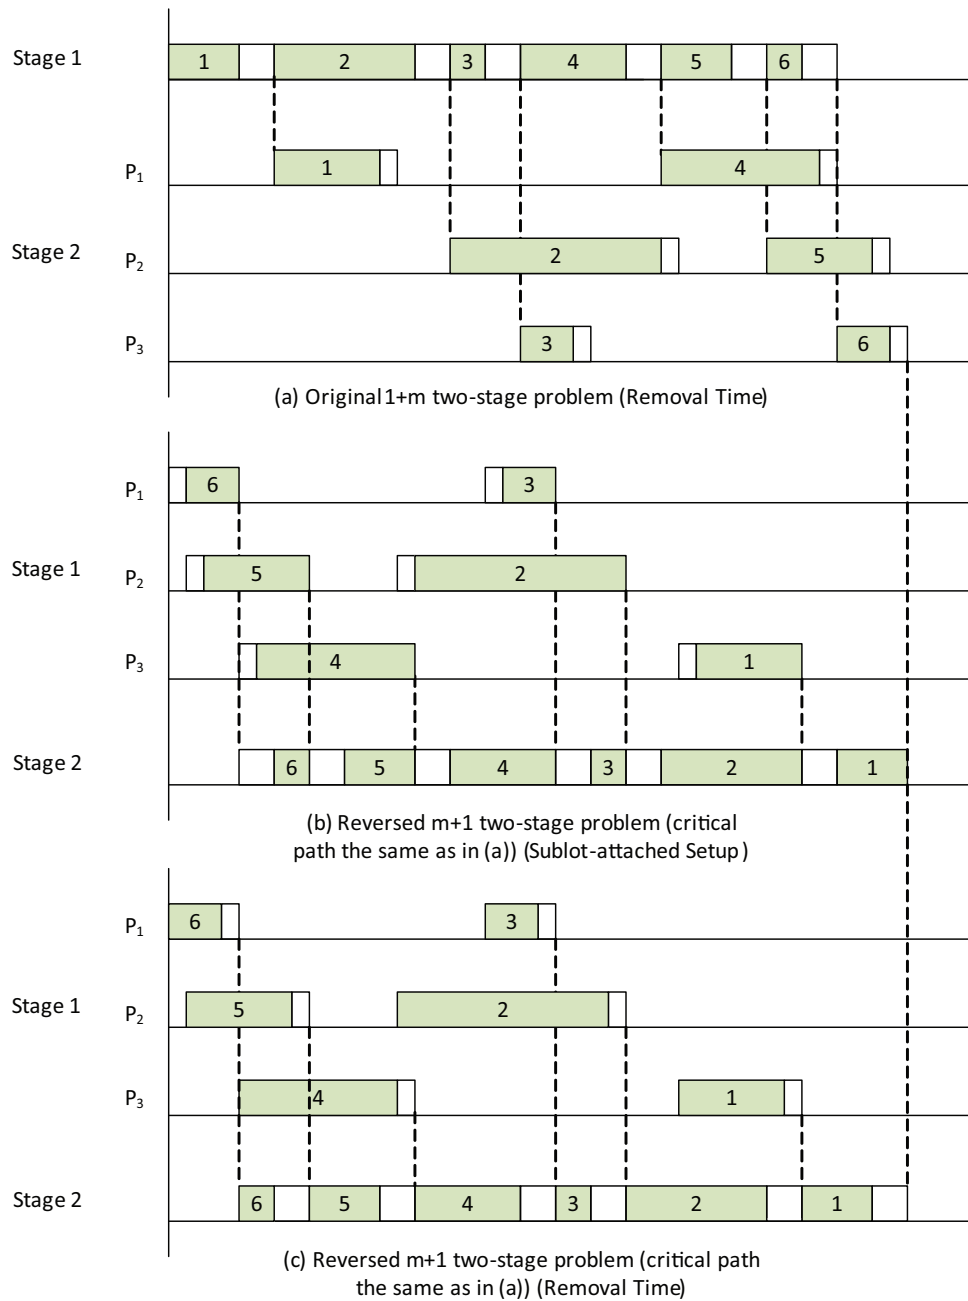 Stage 1
1 2 3 4 5 6
P1
1 4
Stage 2
P2
2 5
P3
3 6
(a) Original 1+m two-stage problem (Removal Time)
P1
6 3
Stage 1
P2
5 2
P3
4 1
Stage 2
6 5 4 3 2 1
(b) Reversed m+1 two-stage problem (critical
path the same as in (a)) (Sublot-attached Setup)
P1
6 3
Stage 1
P2
5 2
P3
4 1
Stage 2
6 5 4 3 2 1
(c) Reversed m+1 two-stage problem (critical path
the same as in (a)) (Removal Time)